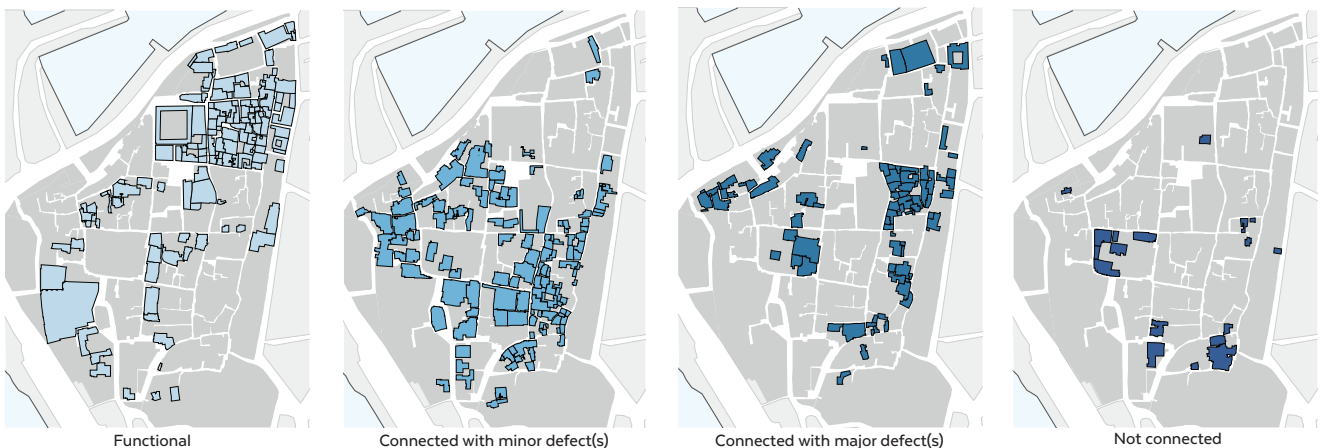 Functional
Connected with minor defect(s)
Connected with major defect(s)
Not connected